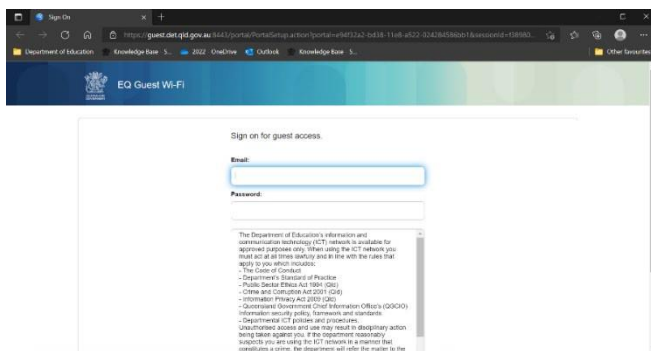 Sign On
https://guest.det.qld.gov.au:8443/portal/PortalSetup.action?portal=
Department of Education Knowledge Base - S... 2022 OneDrive Outlook Knowledge Base - S... Other favourites
EQ Guest Wi-Fi
Sign on for guest access.
Email:
Password:
The Department of Education's information and
communication technology (ICT) network is available for
approved purposes only. When using the ICT network you
must act at all times lawfully and in line with the rules that
apply to you which includes:
- The Code of Conduct
- Department's Standard of Practice
- Public Sector Ethics Act 1994 (Qld)
- Crime and Corruption Act 2001 (Qld)
- Information Privacy Act 2009 (Qld)
- Queensland Government Chief Information Office's (QGCIO)
Information security policy, framework and standards
- Departmental ICT policies and procedures.
Unauthorised access and use may result in disciplinary action
being taken against you. If the department reasonably
suspects you are using the ICT network in a manner that
constitutes a crime, the department will refer the matter to the